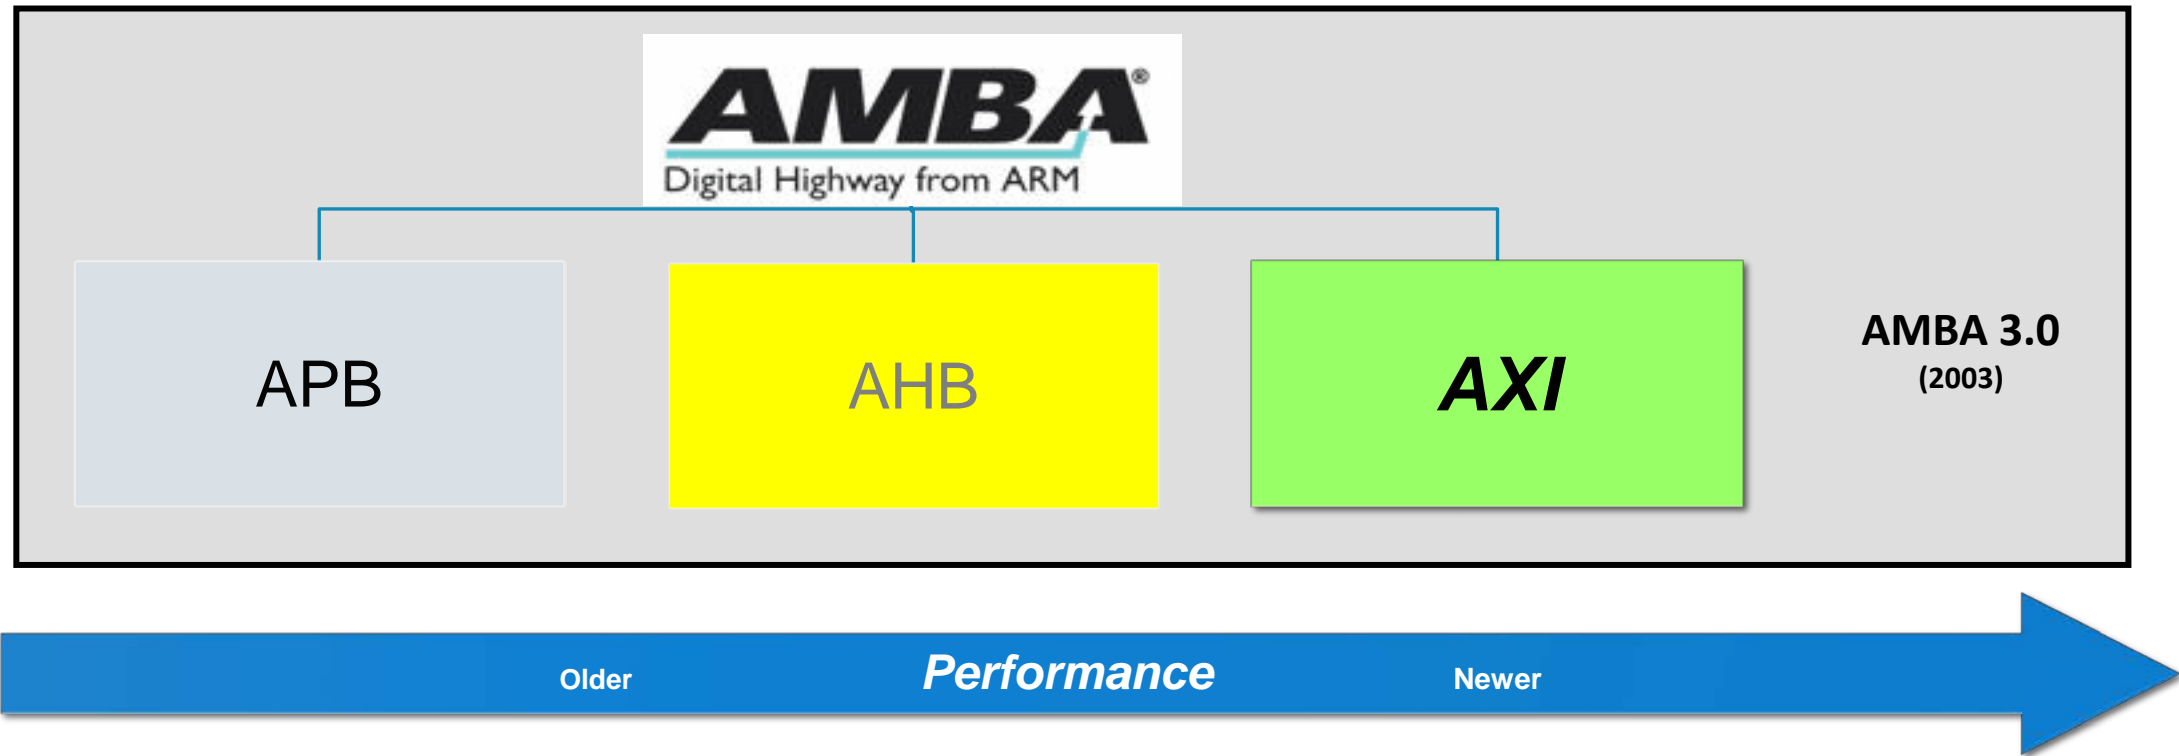 AMBA®
Digital Highway from ARM
APB
AHB
AXI
AMBA 3.0
(2003)
Older Performance Newer